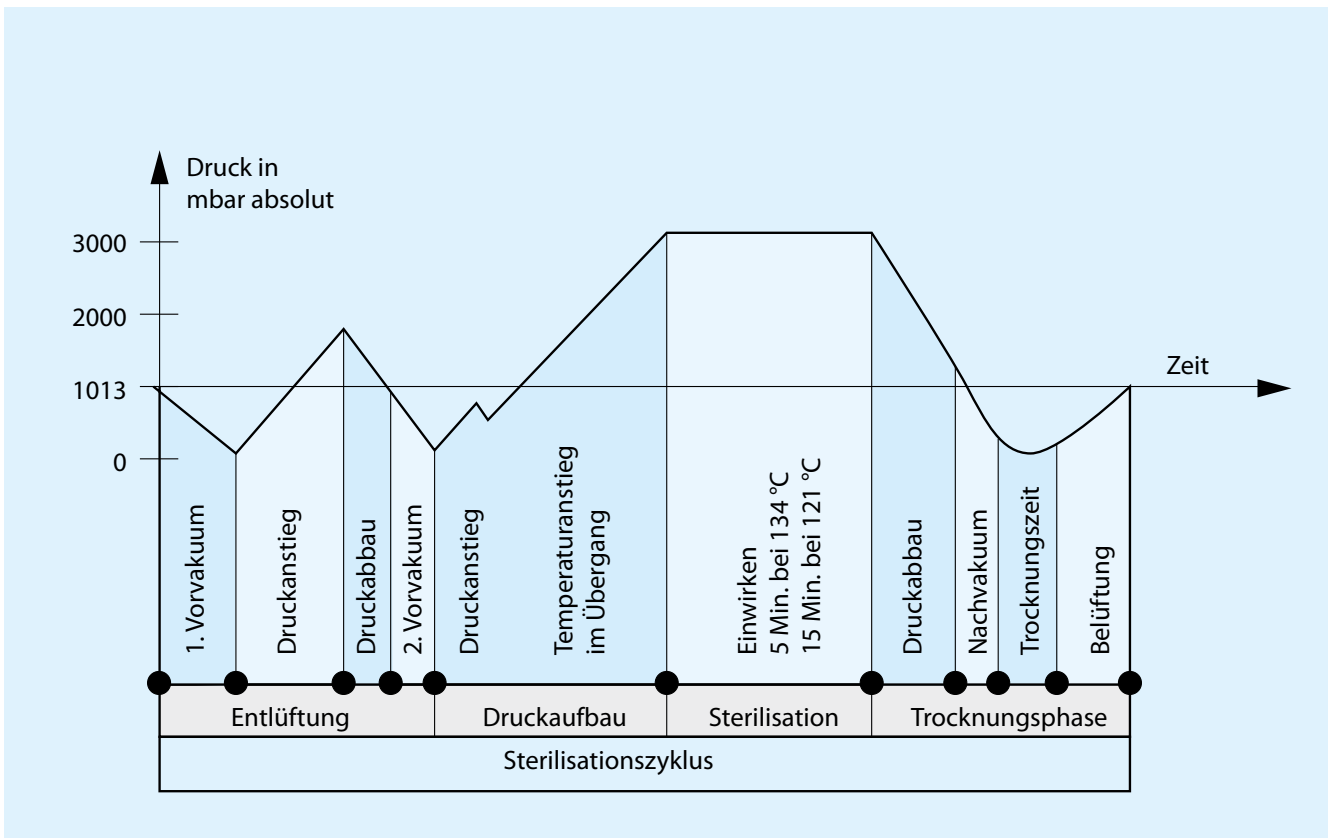 Druck in
mbar absolut
3000
2000
1013
0
Zeit
1. Vorvakuum
Druckanstieg
Druckabbau
2. Vorvakuum
Druckanstieg
Temperaturanstieg
im Übergang
Einwirken
5 Min. bei 134 °C
15 Min. bei 121 °C
Druckabbau
Nachvakuum
Trocknungszeit
Belüftung
Entlüftung
Druckaufbau
Sterilisation
Trocknungsphase
Sterilisationszyklus